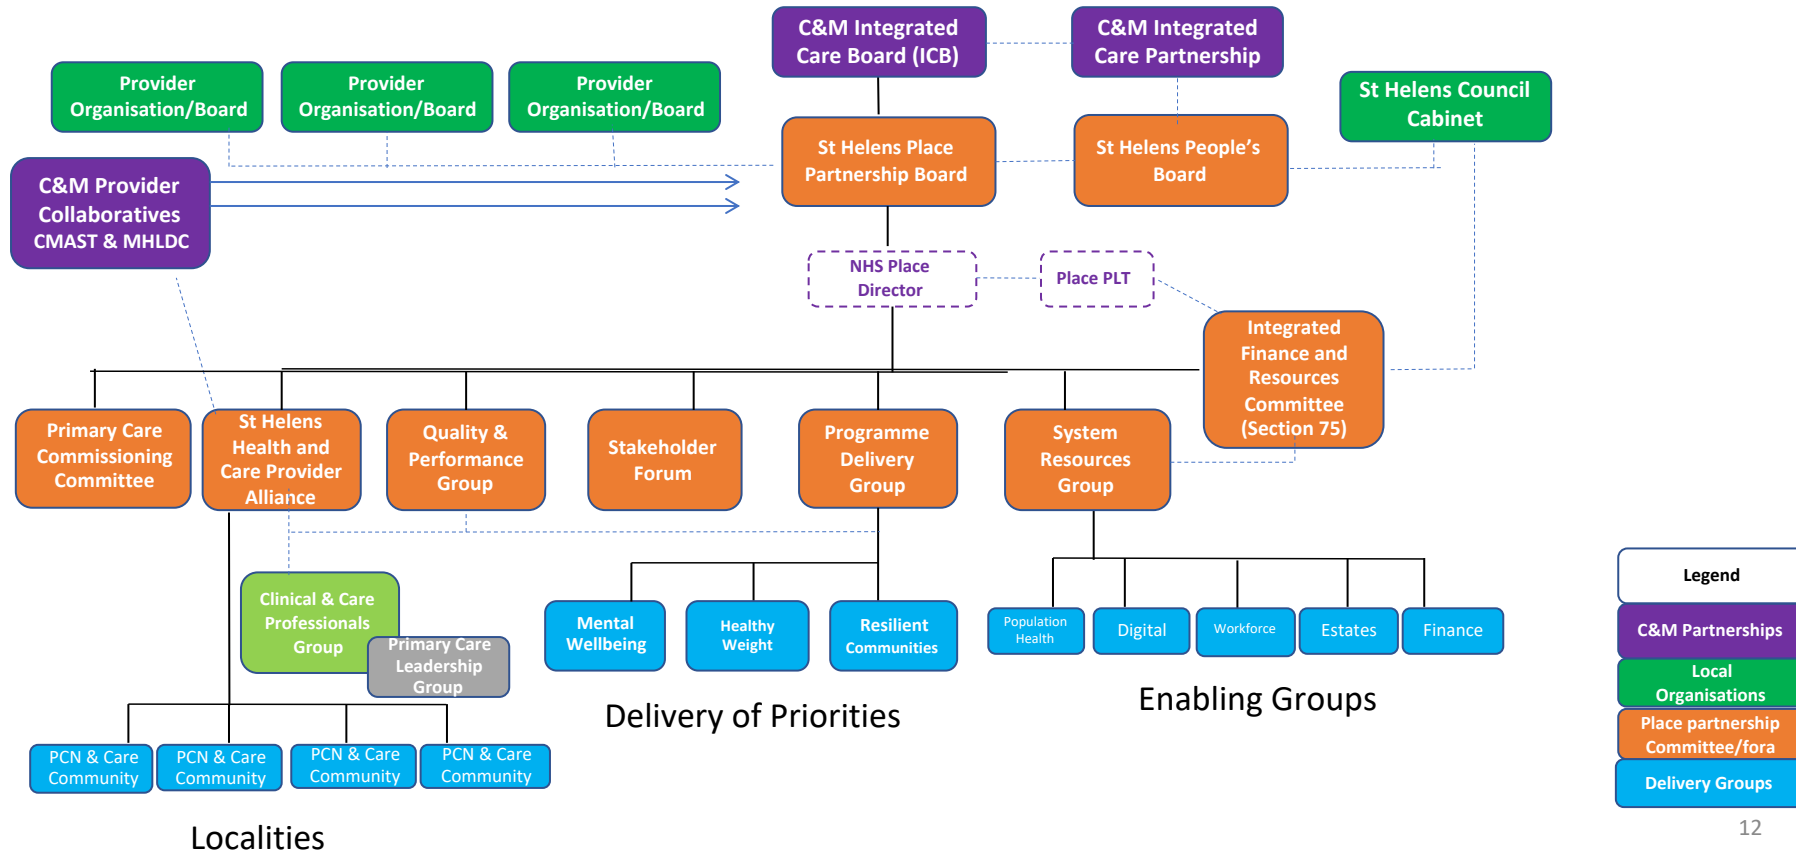 C&M Integrated
Care Board (ICB)
C&M Integrated
Care Partnership
Provider
Organisation/Board
Provider
Organisation/Board
Provider
Organisation/Board
St Helens Council
Cabinet
St Helens Place
Partnership Board
St Helens People's
Board
C&M Provider
Collaboratives
CMAST & MHLDC
NHS Place
Director
Place PLT
Integrated
Finance and
Resources
Committee
(Section 75)
Primary Care
Commissioning
Committee
St Helens
Health and
Care Provider
Alliance
Quality &
Performance
Group
Stakeholder
Forum
Programme
Delivery
Group
System
Resources
Group
Clinical & Care
Professionals
Group
Primary Care
Leadership
Group
Mental
Wellbeing
Healthy
Weight
Resilient
Communities
Population
Health
Digital
Workforce
Estates
Finance
Delivery of Priorities
Enabling Groups
PCN & Care
Community
PCN & Care
Community
PCN & Care
Community
PCN & Care
Community
Localities
Legend
C&M Partnerships
Local
Organisations
Place partnership
Committee/fora
Delivery Groups
12